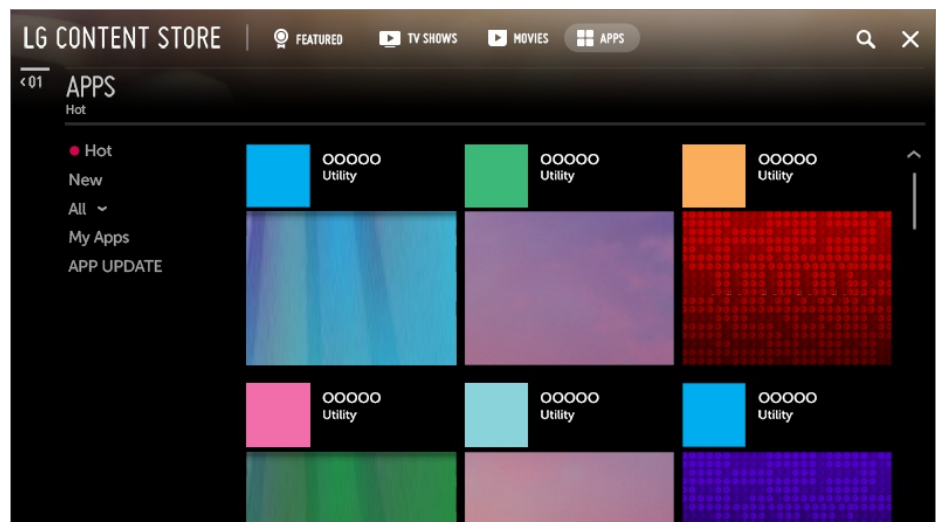 LG CONTENT STORE
FEATURED
TV SHOWS
MOVIES
APPS
<01
APPS
Hot
Hot
New
All
My Apps
APP UPDATE
OOOOO
Utility
OOOOO
Utility
OOOOO
Utility
OOOOO
Utility
OOOOO
Utility
OOOOO
Utility